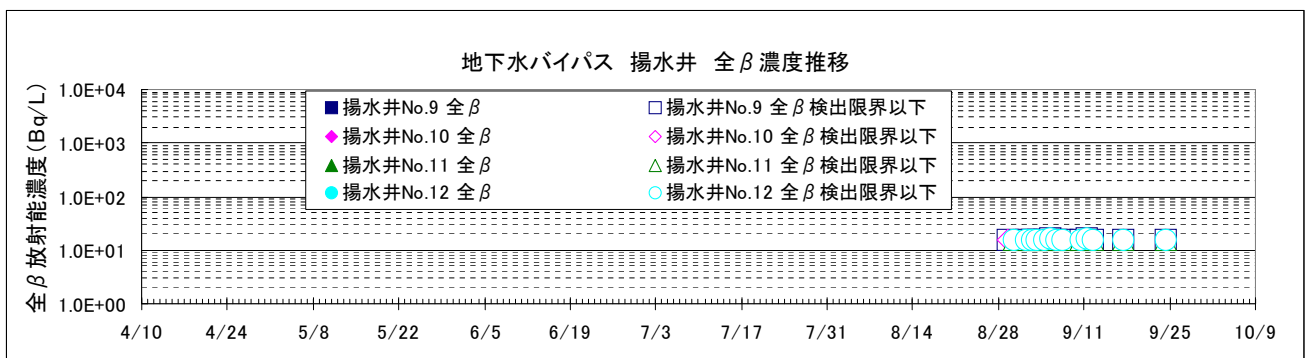 地下水バイパス 揚水井 全β濃度推移
全β放射能濃度(Bq/L)
1.0E+04
1.0E+03
1.0E+02
1.0E+01
1.0E+00
揚水井No.9 全β
揚水井No.9 全β検出限界以下
揚水井No.10 全β
揚水井No.10 全β検出限界以下
揚水井No.11 全β
揚水井No.11 全β検出限界以下
揚水井No.12 全β
揚水井No.12 全β検出限界以下
4/10 4/24 5/8 5/22 6/5 6/19 7/3 7/17 7/31 8/14 8/28 9/11 9/25 10/9